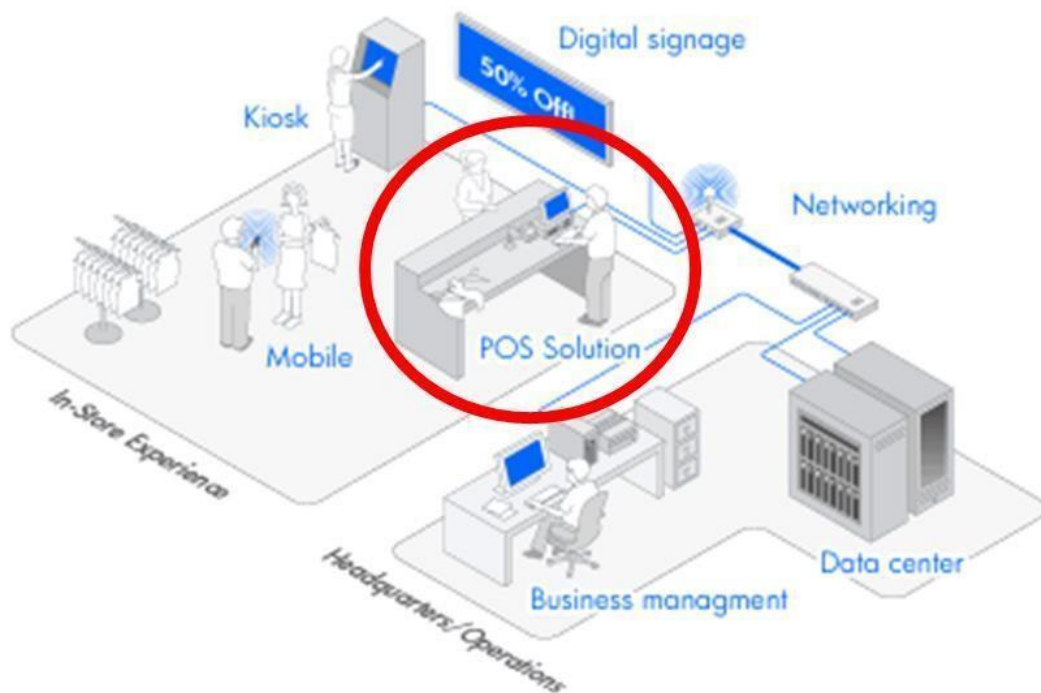 Digital signage
50% Off!
Kiosk
Networking
Mobile
POS Solution
In-Store Experience
Data center
Business managment
Headquarters/Operations